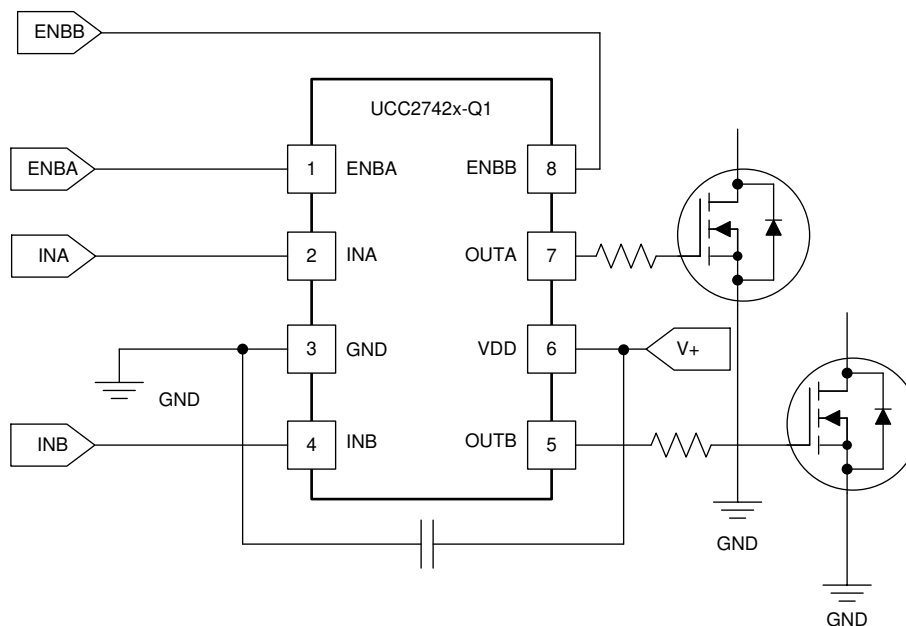 ENBB
UCC2742x-Q1
ENBA
1
ENBA
ENBB
8
INA
2
INA
OUTA
7
3
GND
VDD
6
V+
GND
INB
4
INB
OUTB
5
GND
GND